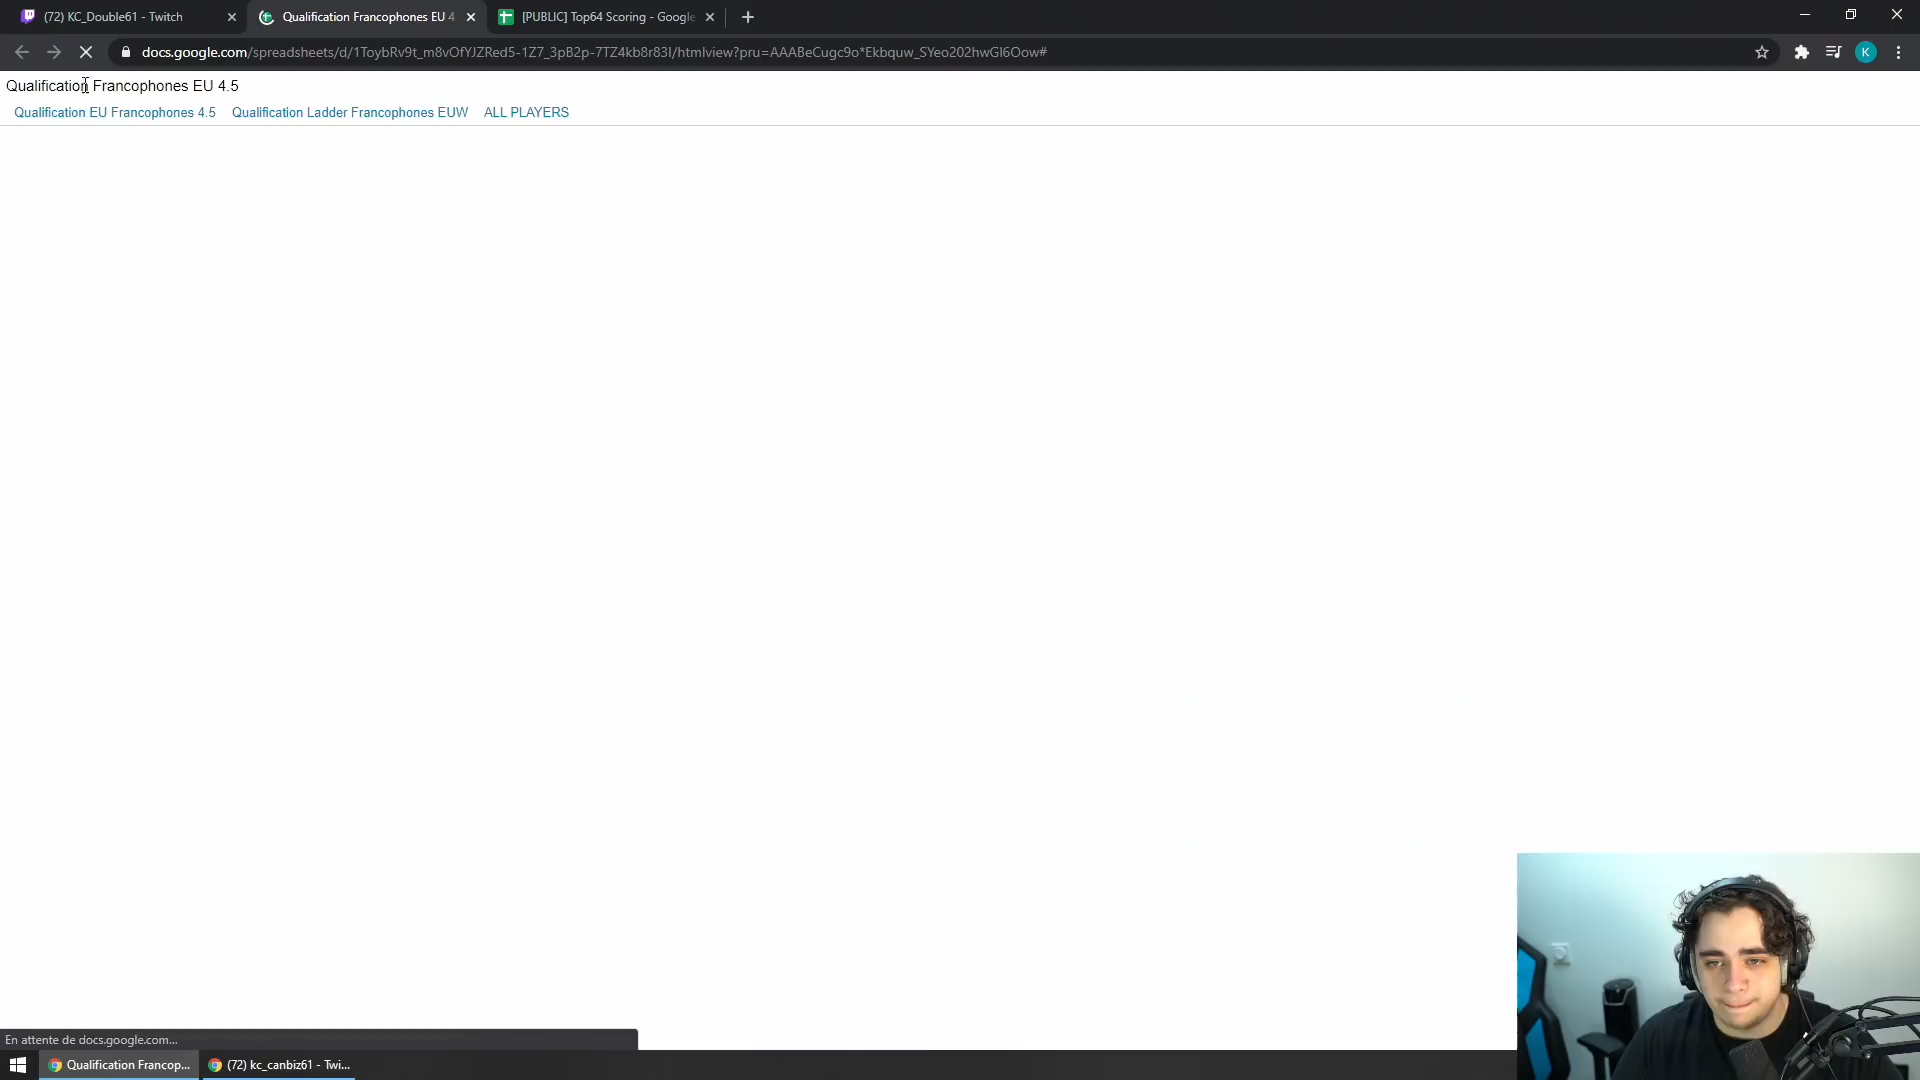 (72) KC_Double61 - Twitch
Qualification Francophones EU 4
[PUBLIC] Top64 Scoring - Google
docs.google.com/spreadsheets/d/1ToybRv9t_m8vOfYJZRed5-1Z7_3pB2p-7TZ4kb8r83I/htmlview?pru=AAABeCugc9o*Ekbquw_SYeo202hwGl6Oow#
K
Qualification Francophones EU 4.5
Qualification EU Francophones 4.5 Qualification Ladder Francophones EUW ALL PLAYERS
En attente de docs.google.com...
Qualification Francop...
(72) kc_canbiz61 - Twi...